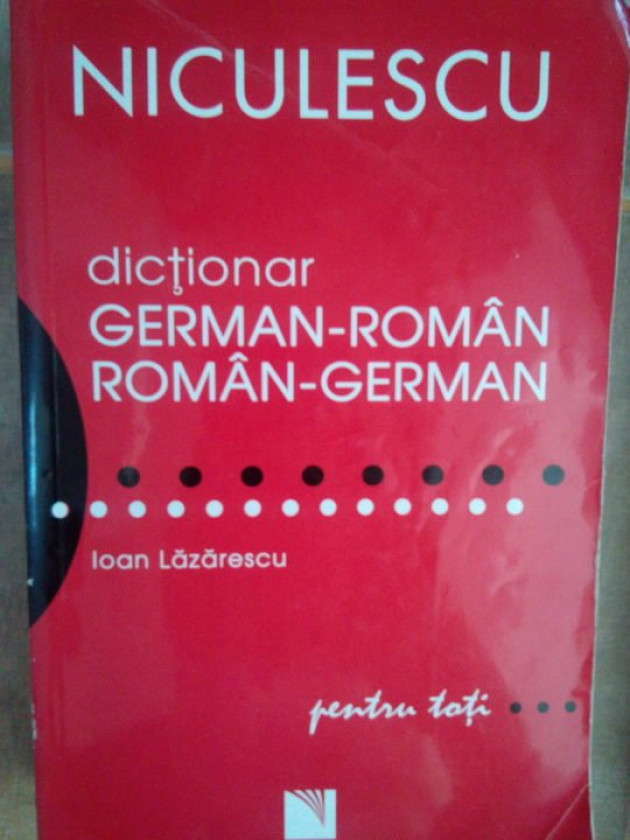 NICULESCU
dicţionar
GERMAN-ROMÂN
ROMÂN-GERMAN
Ioan Lăzărescu
pentru toţi